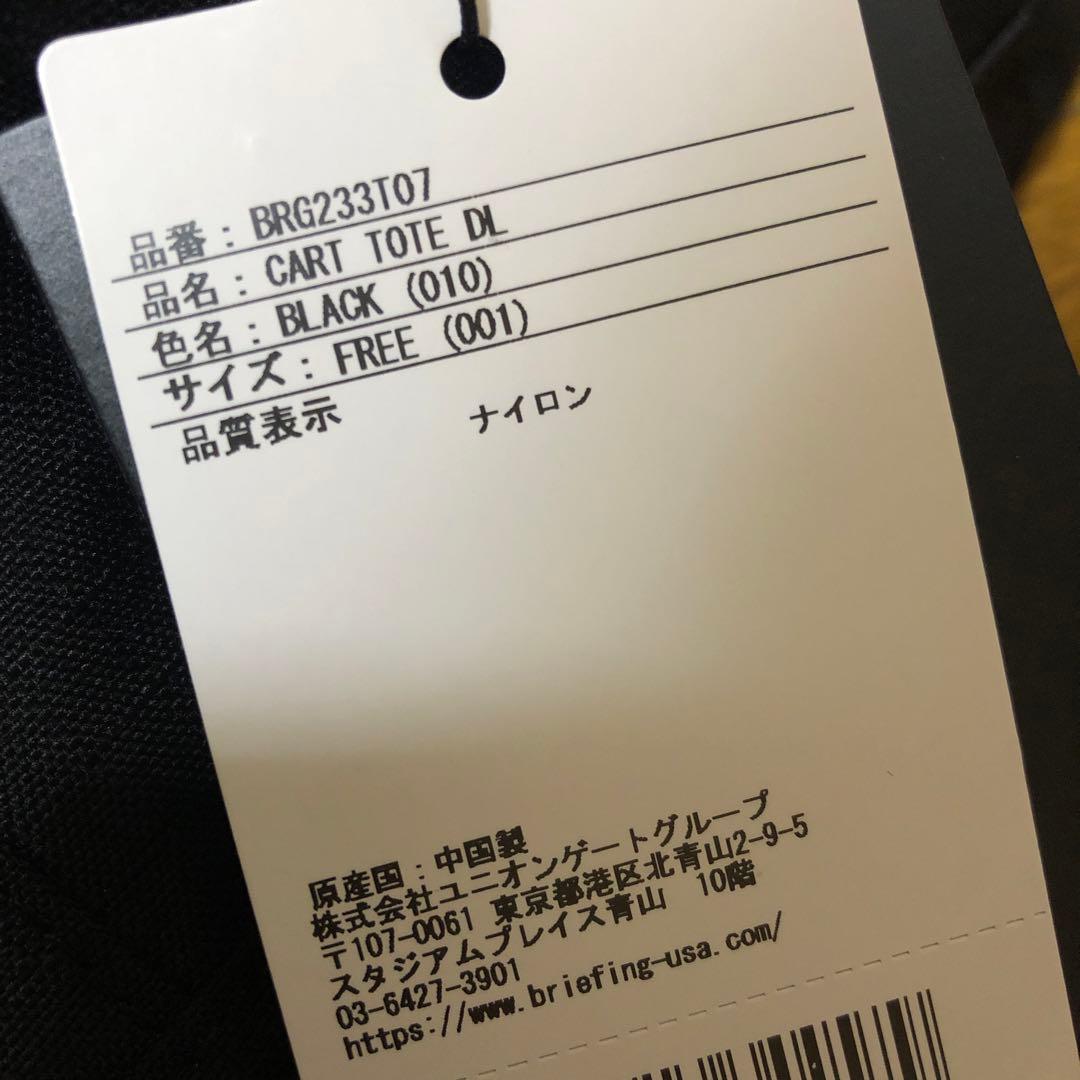 品番：BRG233T07
品名：CART TOTE DL
色名：BLACK (010)
サイズ：FREE (001)
品質表示 ナイロン
原産国：中国製
株式会社ユニオンゲートグループ
〒107-0061 東京都港区北青山2-9-5
スタジアムプレイス青山 10階
03-6427-3901
https://www.briefing-usa.com/